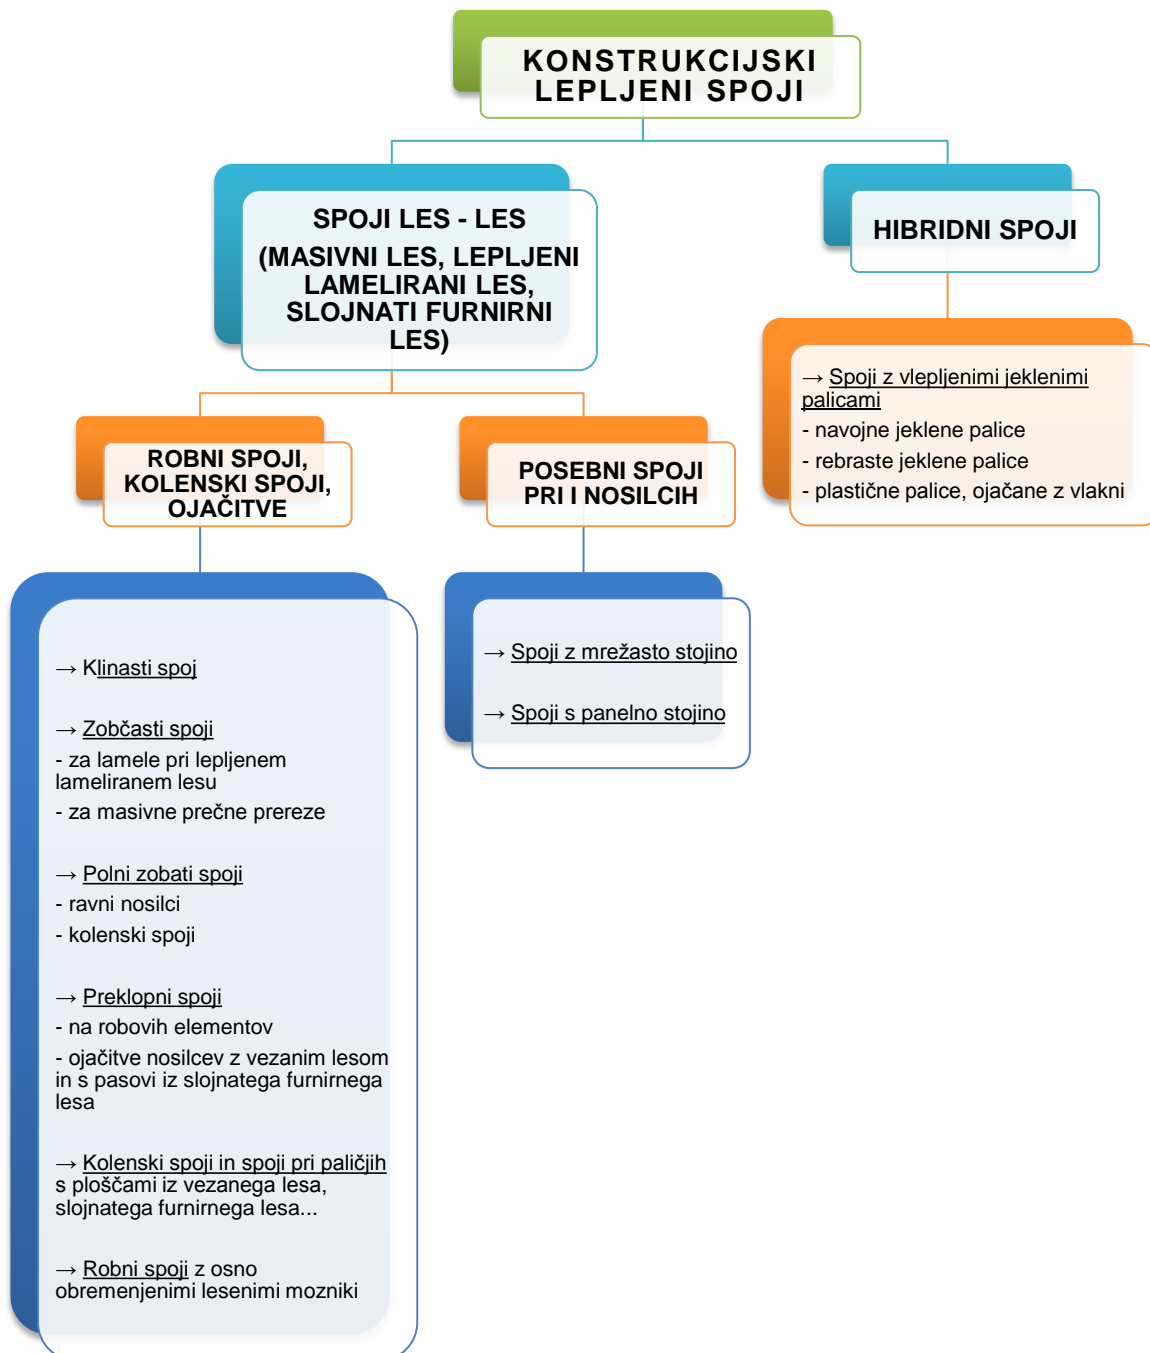 KONSTRUKCIJSKI
LEPLJENI SPOJI
SPOJI LES - LES
(MASIVNI LES, LEPLJENI
LAMELIRANI LES,
SLOJNATI FURNIRNI
LES)
HIBRIDNI SPOJI
→ Spoji z vlepljenimi jeklenimi
palicami
- navojne jeklene palice
- rebraste jeklene palice
- plastične palice, ojačane z vlakni
ROBNI SPOJI,
KOLENSKI SPOJI,
OJAČITVE
POSEBNI SPOJI
PRI I NOSILCIH
→ Klinasti spoj
→ Zobčasti spoji
- za lamele pri lepljenem
lameliranem lesu
- za masivne prečne prereze
→ Polni zobati spoji
- ravni nosilci
- kolenski spoji
→ Preklopni spoji
- na robovih elementov
- ojačitve nosilcev z vezanim lesom
in s pasovi iz slojnatega furnirnega
lesa
→ Kolenski spoji in spoji pri paličjih
s ploščami iz vezanega lesa,
slojnatega furnirnega lesa...
→ Robni spoji z osno
obremenjenimi lesenimi mozniki
→ Spoji z mrežasto stojino
→ Spoji s panelno stojino